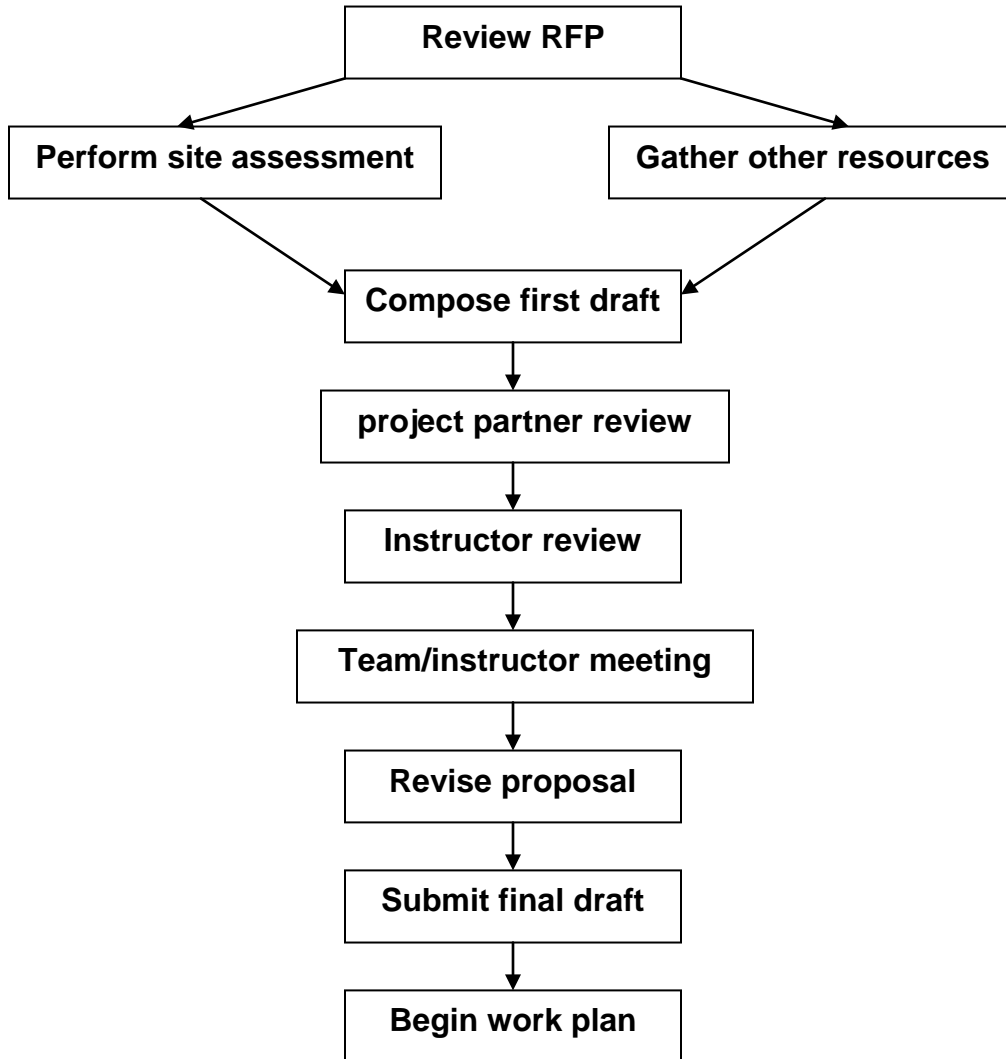 Review RFP
Perform site assessment
Gather other resources
Compose first draft
project partner review
Instructor review
Team/instructor meeting
Revise proposal
Submit final draft
Begin work plan